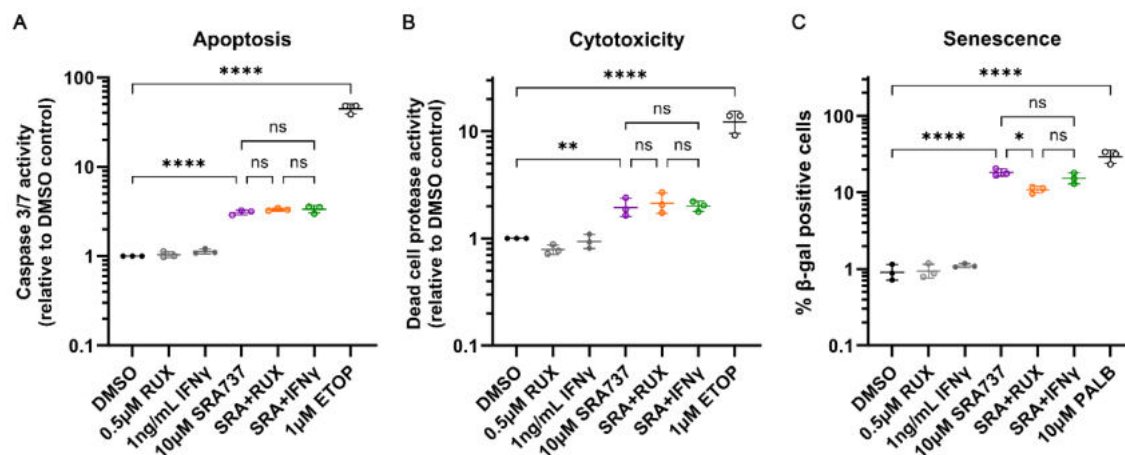 A
Apoptosis
Caspase 3/7 activity
(relative to DMSO control)
100
10
1
0.1
****
ns
****
ns
ns
DMSO
0.5µM RUX
1ng/mL IFNγ
10µM SRA737
SRA+RUX
SRA+IFNγ
1µM ETOP
B
Cytotoxicity
Dead cell protease activity
(relative to DMSO control)
10
1
0.1
****
ns
**
ns
ns
DMSO
0.5µM RUX
1ng/mL IFNγ
10µM SRA737
SRA+RUX
SRA+IFNγ
1µM ETOP
C
Senescence
% β-gal positive cells
100
10
1
0.1
****
ns
****
*
ns
DMSO
0.5µM RUX
1ng/mL IFNγ
10µM SRA737
SRA+RUX
SRA+IFNγ
10µM PALB